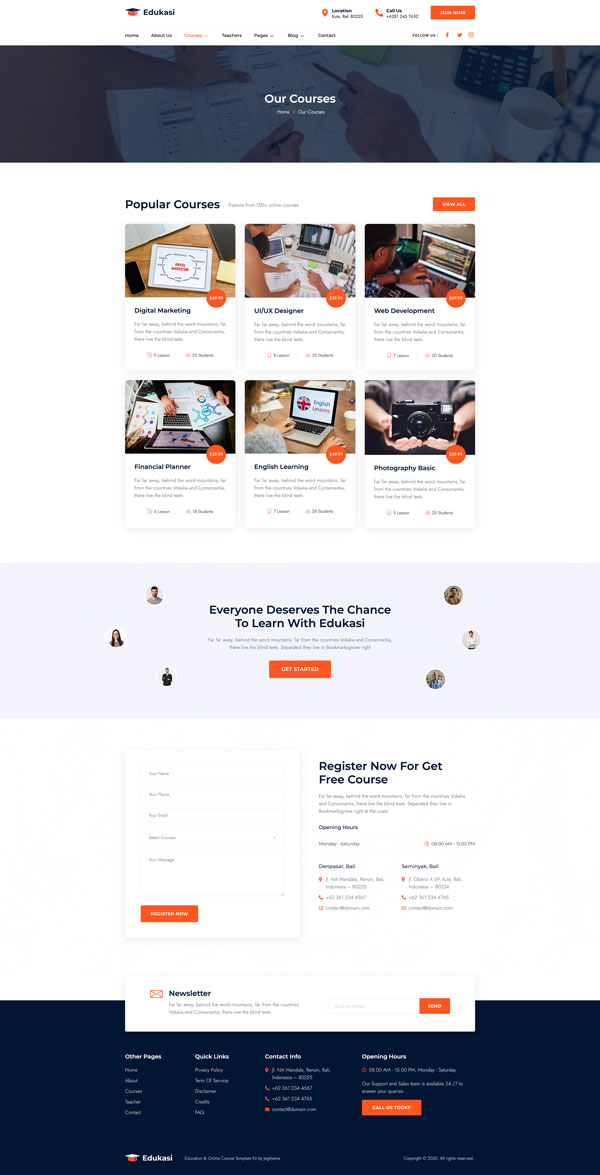 Edukasi
Location
Kuta, Bali 80225
Call Us
+6281 245 7652
JOIN NOW
Home
About Us
Courses
Teachers
Pages
Blog
Contact
FOLLOW US :
Our Courses
Home
Our Courses
Popular Courses
Explore from 150+ online courses
VIEW ALL
DIGITAL MARKETING
$49.99
Digital Marketing
Far far away, behind the word mountains, far
from the countries Vokalia and Consonantia,
there live the blind texts.
9 Lesson
25 Students
$39.99
UI/UX Designer
Far far away, behind the word mountains, far
from the countries Vokalia and Consonantia,
there live the blind texts.
8 Lesson
35 Students
$49.99
Web Development
Far far away, behind the word mountains, far
from the countries Vokalia and Consonantia,
there live the blind texts.
7 Lesson
20 Students
$59.99
Financial Planner
Far far away, behind the word mountains, far
from the countries Vokalia and Consonantia,
there live the blind texts.
6 Lesson
18 Students
English
Lessons
$49.99
English Learning
Far far away, behind the word mountains, far
from the countries Vokalia and Consonantia,
there live the blind texts.
7 Lesson
28 Students
$39.99
Photography Basic
Far far away, behind the word mountains, far
from the countries Vokalia and Consonantia,
there live the blind texts.
5 Lesson
25 Students
Everyone Deserves The Chance
To Learn With Edukasi
Far far away, behind the word mountains, far from the countries Vokalia and Consonantia,
there live the blind texts. Separated they live in Bookmarksgrove right
GET STARTED
Your Name
Your Phone
Your Email
Select Courses
Your Message
REGISTER NOW
Register Now For Get
Free Course
Far far away, behind the word mountains, far from the countries Vokalia
and Consonantia, there live the blind texts. Separated they live in
Bookmarksgrove right at the coast
Opening Hours
Monday - Saturday
08:00 AM - 15:00 PM
Denpasar, Bali
Jl. Niti Mandala, Renon, Bali,
Indonesia – 80225
+62 361 234 4567
contact@domain.com
Seminyak, Bali
Jl. Oberoi X 69, Kuta, Bali,
Indonesia – 80234
+62 361 234 4765
contact@domain.com
Newsletter
Far far away, behind the word mountains, far from the countries
Vokalia and Consonantia, there live the blind texts.
SEND
Other Pages
Home
About
Courses
Teacher
Contact
Quick Links
Privacy Policy
Term Of Service
Disclaimer
Credits
FAQ
Contact Info
Jl. Niti Mandala, Renon, Bali,
Indonesia – 80225
+62 361 234 4567
+62 361 234 4765
contact@domain.com
Opening Hours
08:00 AM - 15:00 PM, Monday - Saturday
Our Support and Sales team is available 24 /7 to
answer your queries
CALL US TODAY
Edukasi
Education & Online Course Template Kit by Jegtheme
Copyright © 2020. All rights reserved.